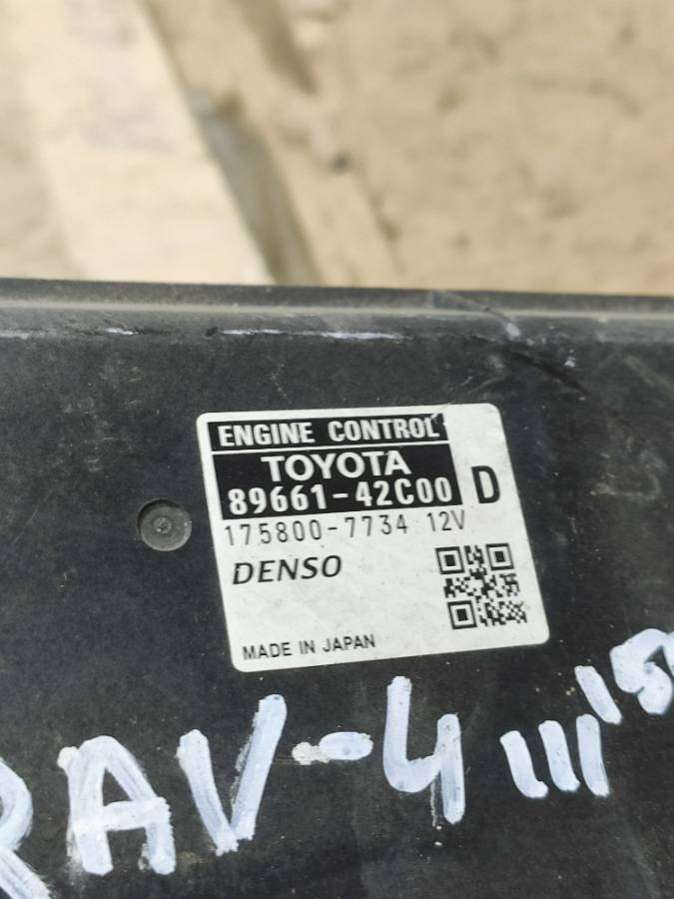 ENGINE CONTROL
TOYOTA
89661-42C00 D
175800-7734 12V
DENSO
MADE IN JAPAN
RAV-4 III